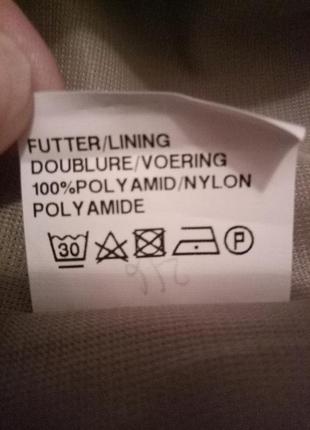 FUTTER/LINING
DOUBLURE/VOERING
100%POLYAMID/NYLON
POLYAMIDE
30 P